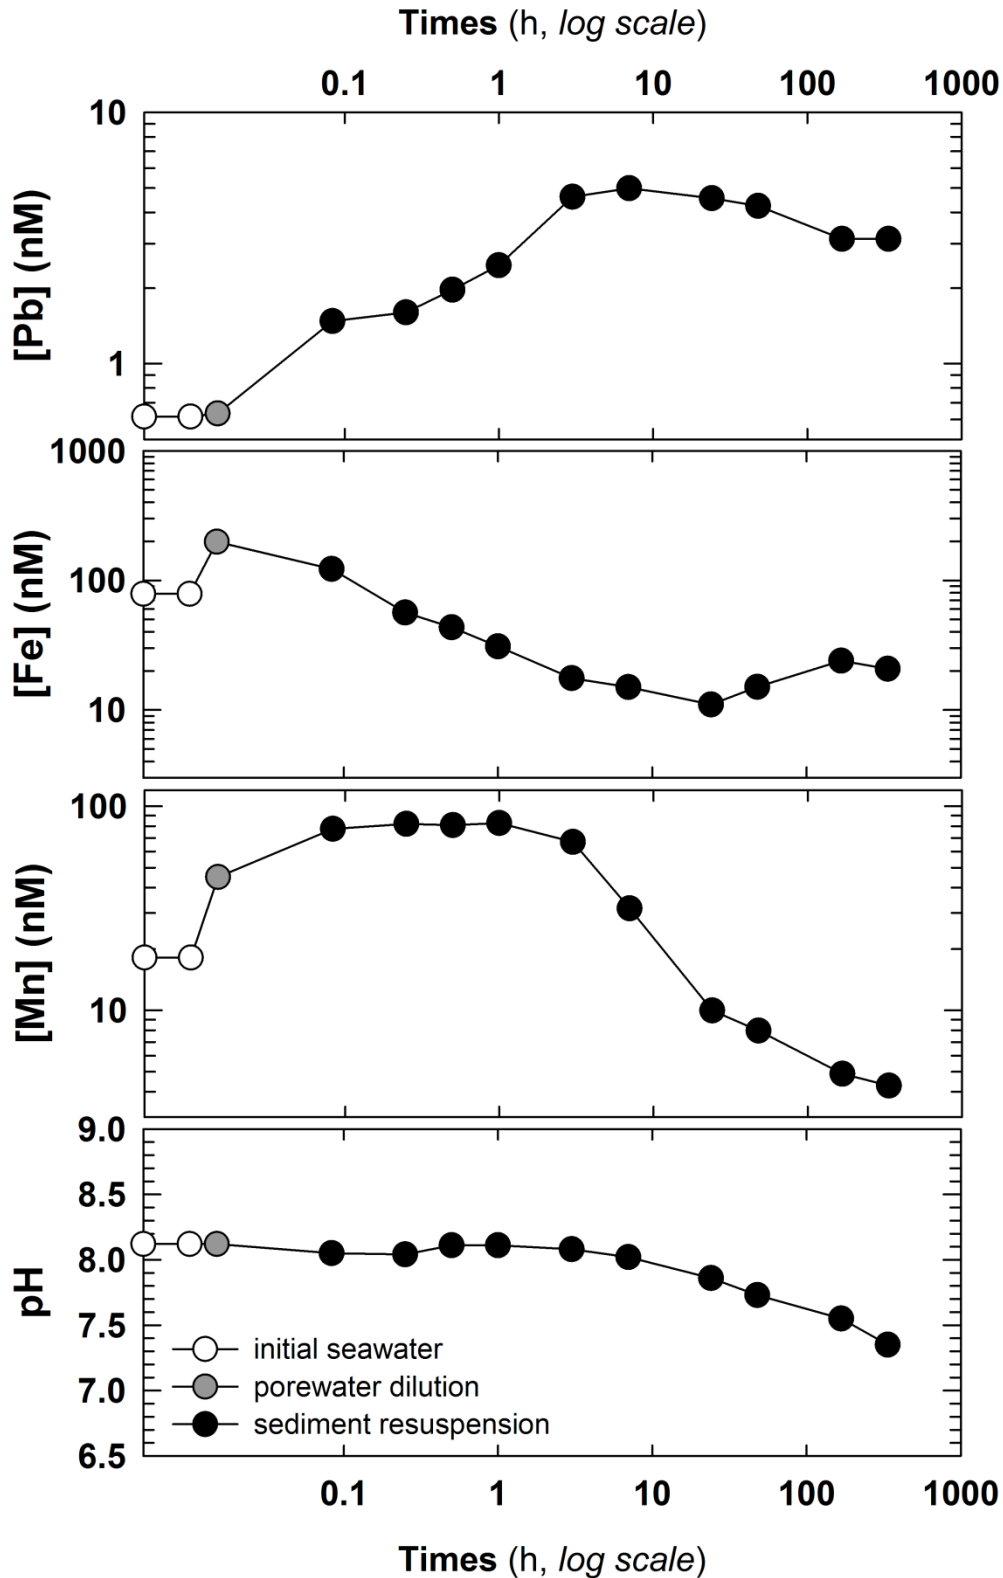 Times (h, log scale)
0.1 1 10 100 1000
10
1
[Pb] (nM)
1000
100
10
[Fe] (nM)
100
10
[Mn] (nM)
9.0
8.5
8.0
7.5
7.0
6.5
pH
initial seawater
porewater dilution
sediment resuspension
0.1 1 10 100 1000
Times (h, log scale)